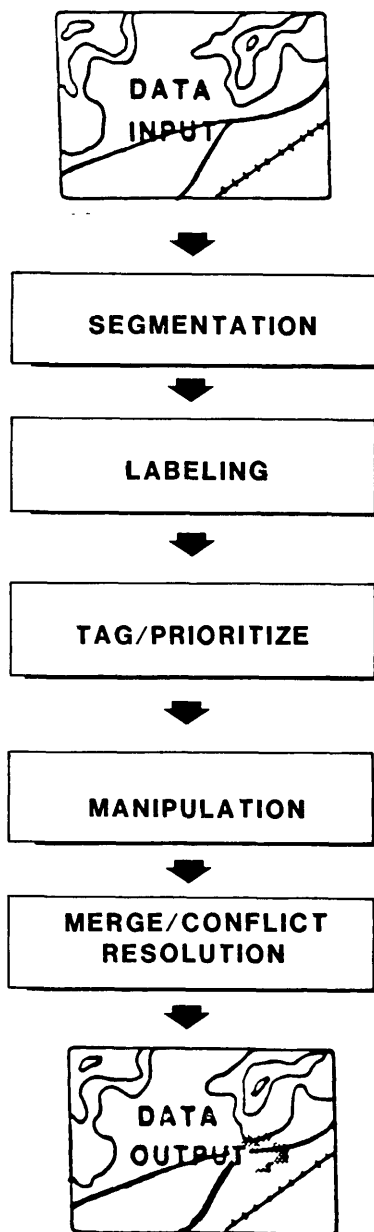 DATA
INPUT
SEGMENTATION
LABELING
TAG/PRIORITIZE
MANIPULATION
MERGE/CONFLICT
RESOLUTION
DATA
OUTPUT